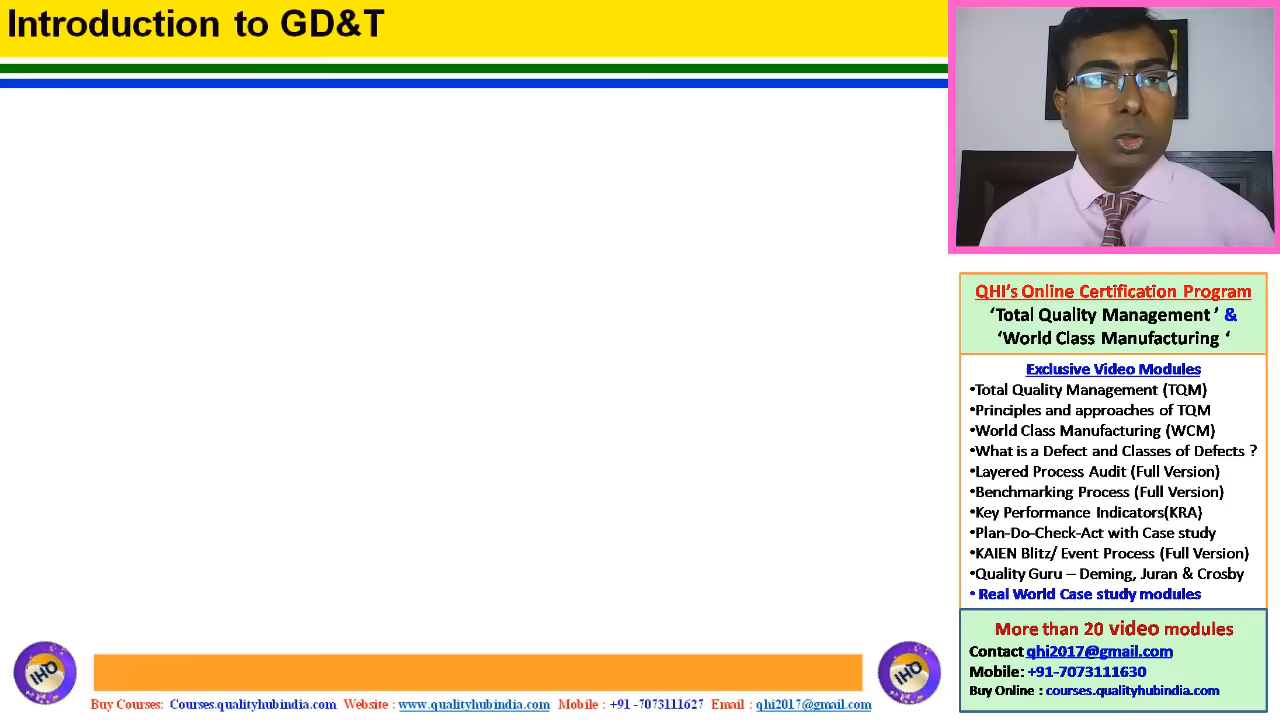 Introduction to GD&T
QHI's Online Certification Program
‘Total Quality Management ’ &
‘World Class Manufacturing ‘
Exclusive Video Modules
•Total Quality Management (TQM)
•Principles and approaches of TQM
•World Class Manufacturing (WCM)
•What is a Defect and Classes of Defects ?
•Layered Process Audit (Full Version)
•Benchmarking Process (Full Version)
•Key Performance Indicators(KRA)
•Plan-Do-Check-Act with Case study
•KAIEN Blitz/ Event Process (Full Version)
•Quality Guru – Deming, Juran & Crosby
• Real World Case study modules
More than 20 video modules
Contact qhi2017@gmail.com
Mobile: +91-7073111630
Buy Online : courses.qualityhubindia.com
IHO
IHO
Buy Courses: Courses.qualityhubindia.com Website : www.qualityhubindia.com Mobile : +91 -7073111627 Email : qhi2017@gmail.com